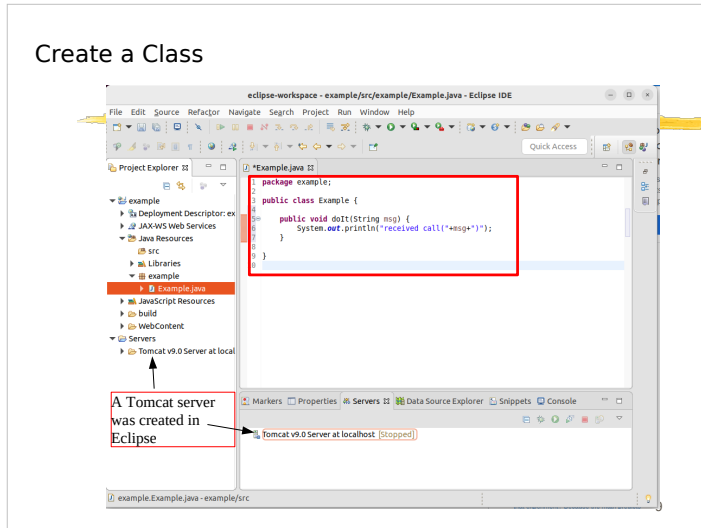 Create a Class
eclipse-workspace - example/src/example/Example.java - Eclipse IDE
File Edit Source Refactor Navigate Search Project Run Window Help
Quick Access
Project Explorer
example
Deployment Descriptor: ex
JAX-WS Web Services
Java Resources
src
Libraries
example
Example.java
JavaScript Resources
build
WebContent
Servers
Tomcat v9.0 Server at local
*Example.java
1 package example;
2
3 public class Example {
4
5 public void doIt(String msg) {
6 System.out.println("received call("+msg+")");
7 }
8
9 }
A Tomcat server
was created in
Eclipse
Markers Properties Servers Data Source Explorer Snippets Console
Tomcat v9.0 Server at localhost [Stopped]
example.Example.java - example/src